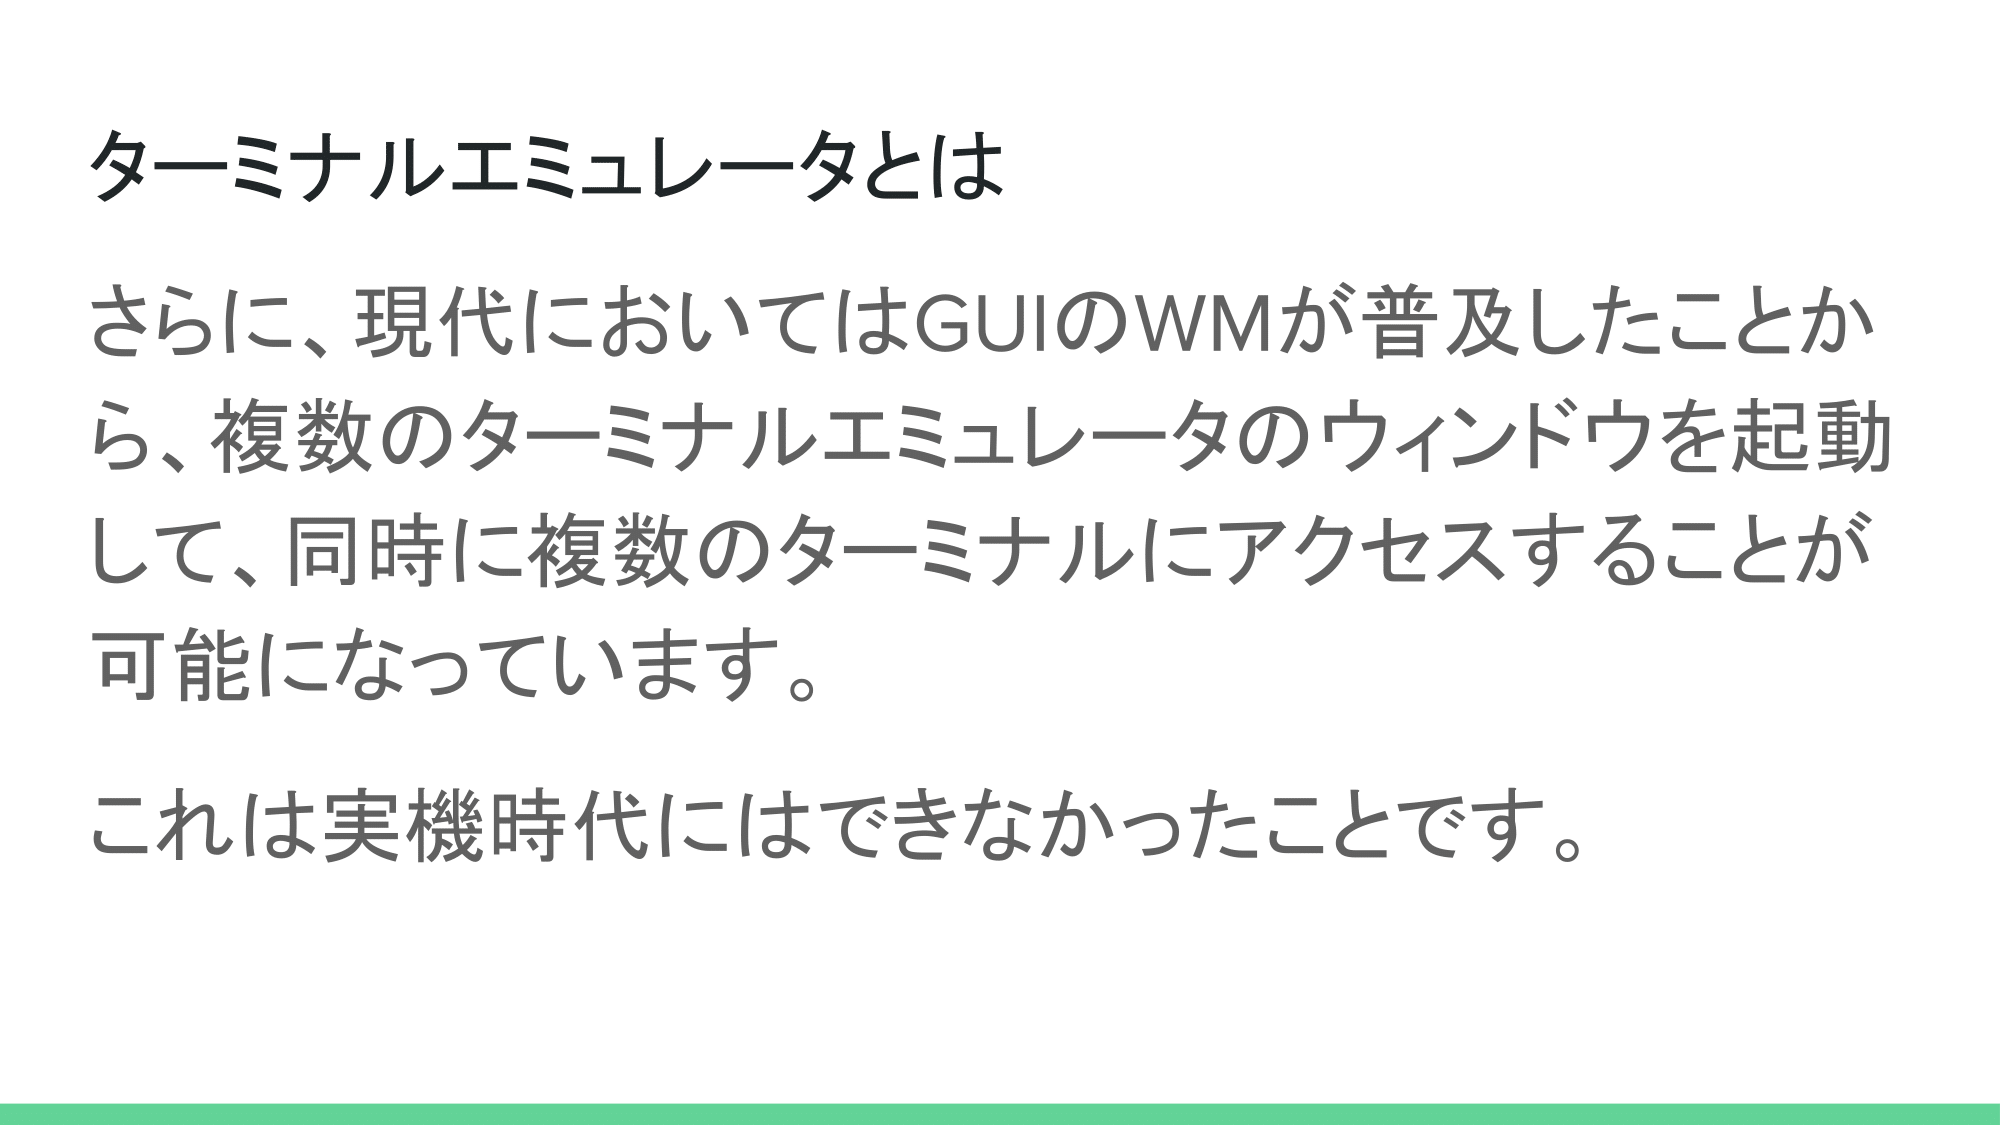 ターミナルエミュレータとは
さらに、現代においてはGUIのWMが普及したことか
ら、複数のターミナルエミュレータのウィンドウを起動
して、同時に複数のターミナルにアクセスすることが
可能になっています。
これは実機時代にはできなかったことです。